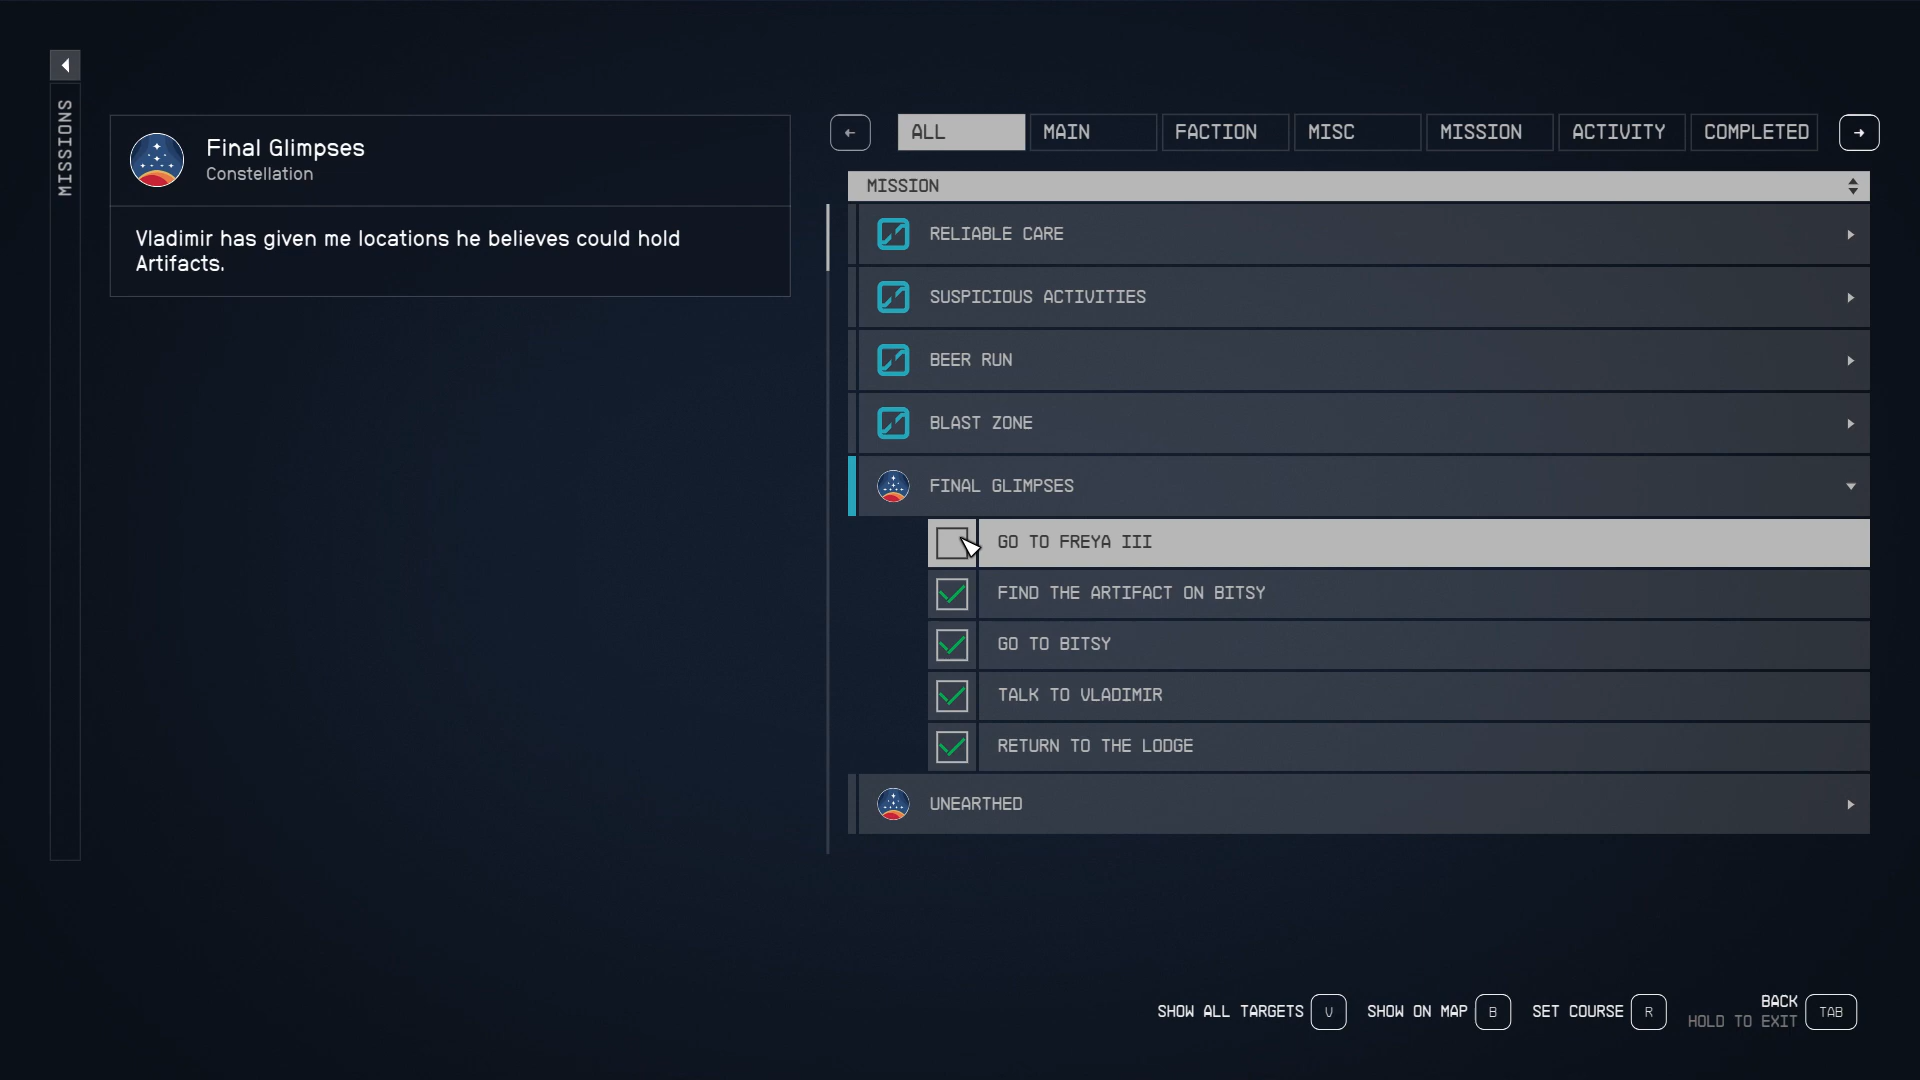 MISSIONS
Final Glimpses
Constellation
Vladimir has given me locations he believes could hold
Artifacts.
ALL
MAIN
FACTION
MISC
MISSION
ACTIVITY
COMPLETED
MISSION
RELIABLE CARE
SUSPICIOUS ACTIVITIES
BEER RUN
BLAST ZONE
FINAL GLIMPSES
GO TO FREYA III
FIND THE ARTIFACT ON BITSY
GO TO BITSY
TALK TO VLADIMIR
RETURN TO THE LODGE
UNEARTHED
SHOW ALL TARGETS V
SHOW ON MAP B
SET COURSE R
BACK
HOLD TO EXIT
TAB